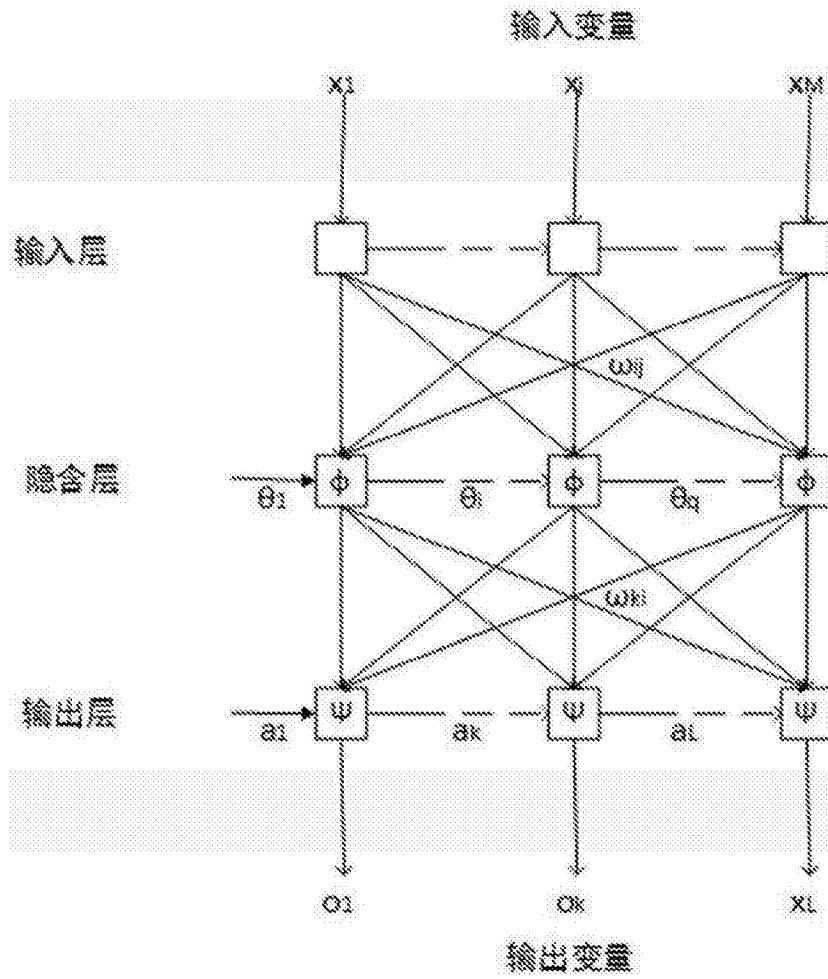 输入变量
X1 Xj XM
输入层
ωij
隐含层 ϕ ϕ ϕ
θ1 θi θq
ωki
输出层 Ψ Ψ Ψ
a1 ak aL
O1 Ok XL
输出变量